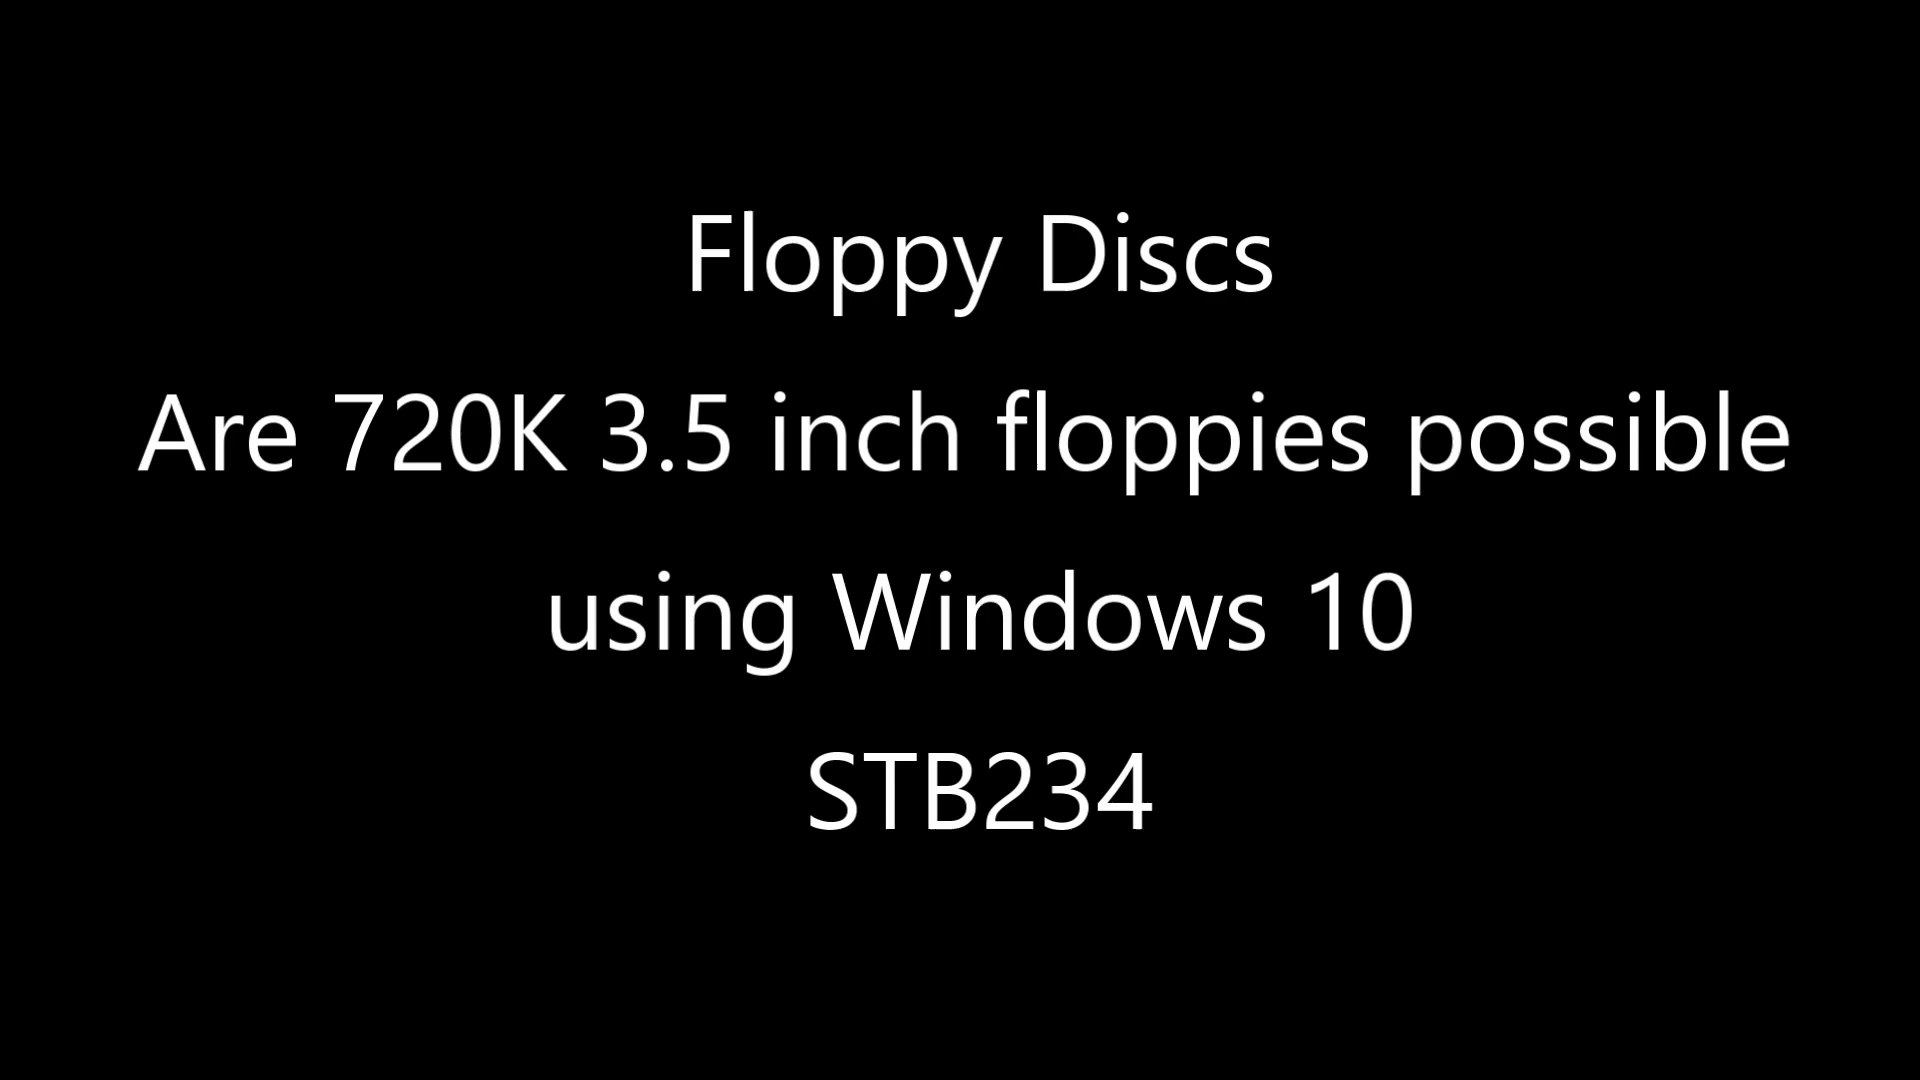 Floppy Discs
Are 720K 3.5 inch floppies possible
using Windows 10
STB234